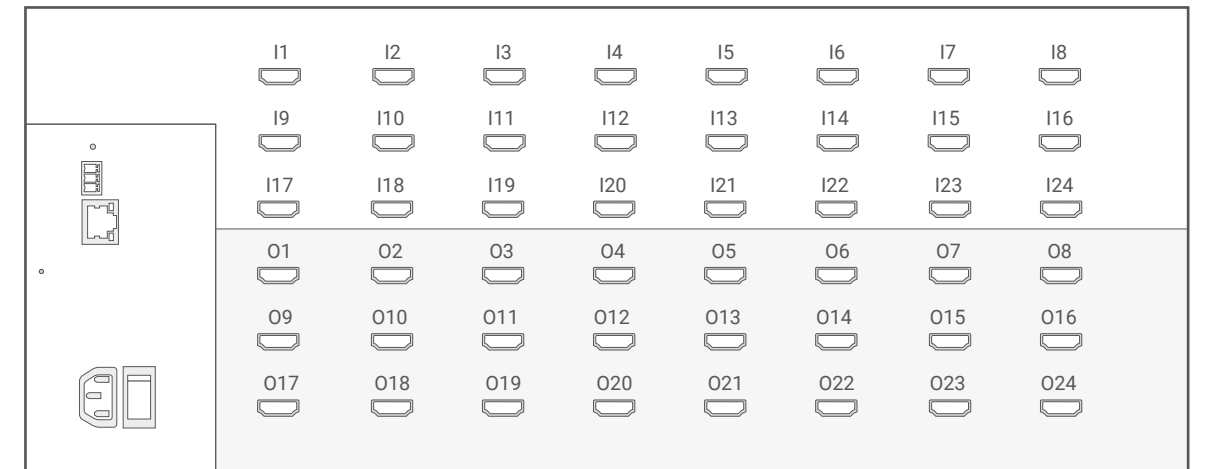 I1 I2 I3 I4 I5 I6 I7 I8
I9 I10 I11 I12 I13 I14 I15 I16
I17 I18 I19 I20 I21 I22 I23 I24
O1 O2 O3 O4 O5 O6 O7 O8
O9 O10 O11 O12 O13 O14 O15 O16
O17 O18 O19 O20 O21 O22 O23 O24